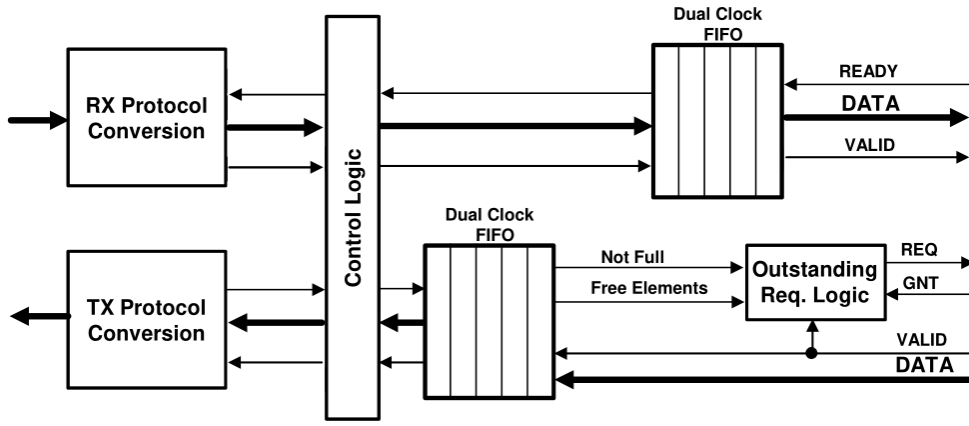 Dual Clock
FIFO
RX Protocol
Conversion
READY
DATA
VALID
Control Logic
Dual Clock
FIFO
TX Protocol
Conversion
Not Full
Free Elements
Outstanding
Req. Logic
REQ
GNT
VALID
DATA